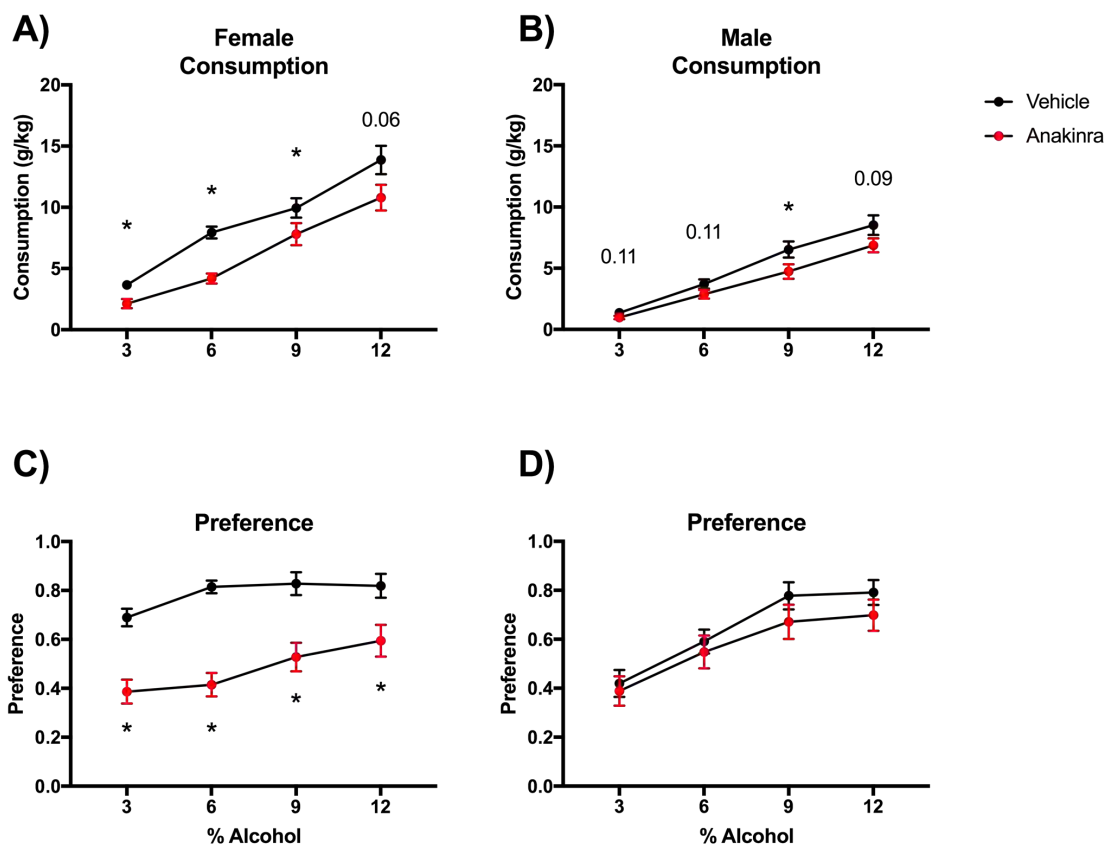 A)
Female
Consumption
Consumption (g/kg)
20
15
10
5
0
*
*
*
0.06
3
6
9
12
B)
Male
Consumption
Consumption (g/kg)
20
15
10
5
0
0.11
0.11
*
0.09
3
6
9
12
Vehicle
Anakinra
C)
Preference
Preference
1.0
0.8
0.6
0.4
0.2
0.0
*
*
*
*
3
6
9
12
% Alcohol
D)
Preference
Preference
1.0
0.8
0.6
0.4
0.2
0.0
3
6
9
12
% Alcohol